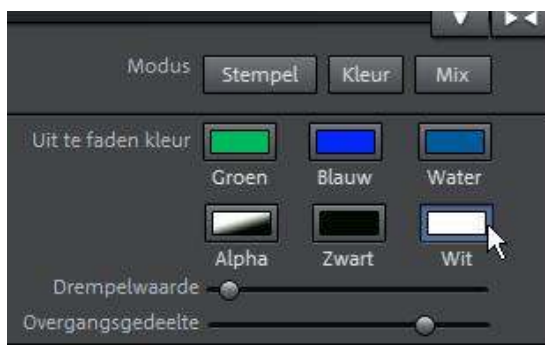 Modus Stempel Kleur Mix
Uit te faden kleur
Groen Blauw Water
Alpha Zwart Wit
Drempelwaarde
Overgangsgedeelte